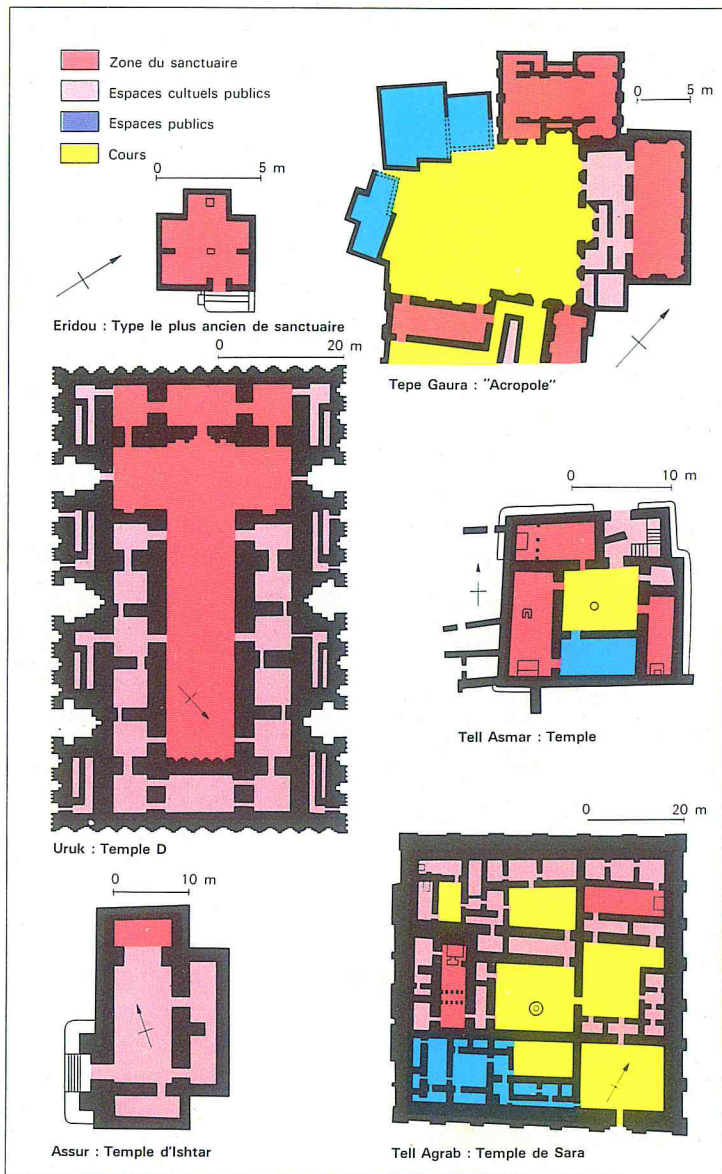 Zone du sanctuaire
Espaces cultuels publics
Espaces publics
Cours
0 5 m
Eridou : Type le plus ancien de sanctuaire
0 5 m
Tepe Gaura : "Acropole"
0 20 m
Uruk : Temple D
0 10 m
Tell Asmar : Temple
0 10 m
Assur : Temple d'Ishtar
0 20 m
Tell Agrab : Temple de Sara